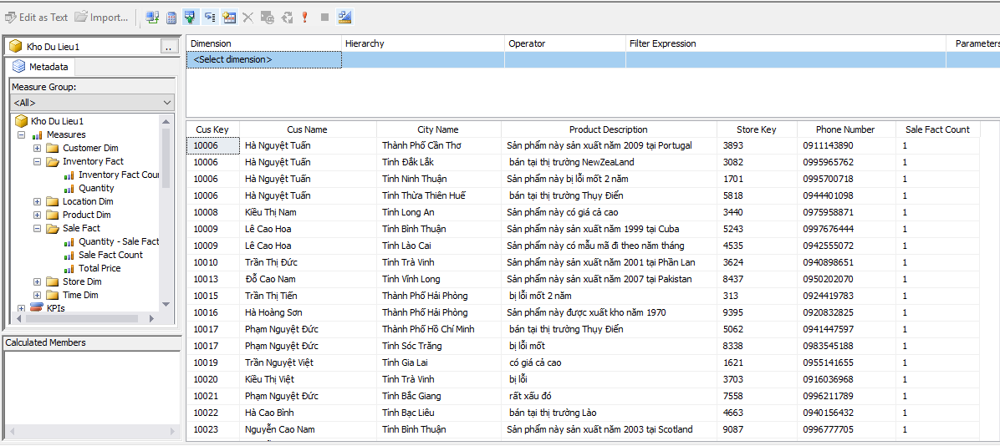 Edit as Text Import...
Kho Du Lieu1 ..
Metadata
Measure Group:
<All>
Kho Du Lieu1
Measures
Customer Dim
Inventory Fact
Inventory Fact Cour
Quantity
Location Dim
Product Dim
Sale Fact
Quantity - Sale Fact
Sale Fact Count
Total Price
Store Dim
Time Dim
KPIs
Calculated Members
Dimension Hierarchy Operator Filter Expression Parameters
<Select dimension>
Cus Key Cus Name City Name Product Description Store Key Phone Number Sale Fact Count
10006 Hà Nguyệt Tuấn Thành Phố Cần Thơ Sản phẩm này sản xuất năm 2009 tại Portugal 3893 0911143890 1
10006 Hà Nguyệt Tuấn Tỉnh Đắk Lắk bán tại thị trường NewZeaLand 3082 0995965762 1
10006 Hà Nguyệt Tuấn Tỉnh Ninh Thuận Sản phẩm này bị lỗi mốt 2 năm 1701 0995700718 1
10006 Hà Nguyệt Tuấn Tỉnh Thừa Thiên Huế bán tại thị trường Thụy Điển 5818 0944401098 1
10008 Kiều Thị Nam Tỉnh Long An Sản phẩm này có giá cả cao 3440 0975958871 1
10009 Lê Cao Hoa Tỉnh Bình Thuận Sản phẩm này sản xuất năm 1999 tại Cuba 5243 0997676444 1
10009 Lê Cao Hoa Tỉnh Lào Cai Sản phẩm này có mẫu mã đi theo năm tháng 4535 0942555072 1
10010 Trần Thị Đức Tỉnh Trà Vinh Sản phẩm này sản xuất năm 2001 tại Phần Lan 3624 0940898651 1
10013 Đỗ Cao Nam Tỉnh Vĩnh Long Sản phẩm này sản xuất năm 2007 tại Pakistan 8437 0950202070 1
10015 Trần Thị Tiến Thành Phố Hải Phòng bị lỗi mốt 2 năm 313 0924419783 1
10016 Hà Hoàng Sơn Thành Phố Hải Phòng Sản phẩm này được xuất kho năm 1970 9395 0920832825 1
10017 Phạm Nguyệt Đức Thành Phố Hồ Chí Minh bán tại thị trường Thụy Điển 5062 0941447597 1
10017 Phạm Nguyệt Đức Tỉnh Sóc Trăng bị lỗi mốt 8338 0983545188 1
10019 Trần Nguyệt Việt Tỉnh Gia Lai có giá cả cao 1621 0955141655 1
10020 Kiều Thị Việt Tỉnh Trà Vinh bị lỗi 3703 0916036968 1
10021 Phạm Nguyệt Đức Tỉnh Bắc Giang rất xấu đó 7558 0996211789 1
10022 Hà Cao Bình Tỉnh Bạc Liêu bán tại thị trường Lào 4663 0940156432 1
10023 Nguyễn Cao Nam Tỉnh Bình Thuận Sản phẩm này sản xuất năm 2003 tại Scotland 9087 0996777705 1